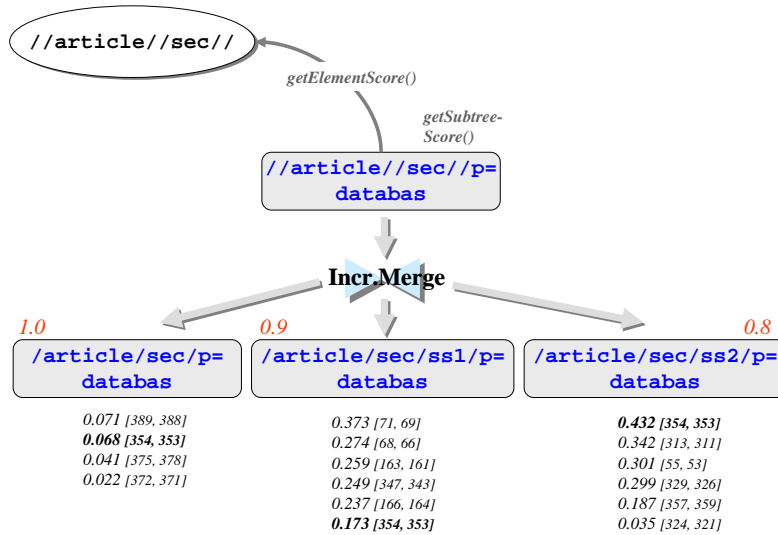 //article//sec//
getElementScore()
getSubtree-
Score()
//article//sec//p=
databas
Incr.Merge
1.0
/article/sec/p=
databas
0.071 [389, 388]
0.068 [354, 353]
0.041 [375, 378]
0.022 [372, 371]
0.9
/article/sec/ss1/p=
databas
0.373 [71, 69]
0.274 [68, 66]
0.259 [163, 161]
0.249 [347, 343]
0.237 [166, 164]
0.173 [354, 353]
0.8
/article/sec/ss2/p=
databas
0.432 [354, 353]
0.342 [313, 311]
0.301 [55, 53]
0.299 [329, 326]
0.187 [357, 359]
0.035 [324, 321]